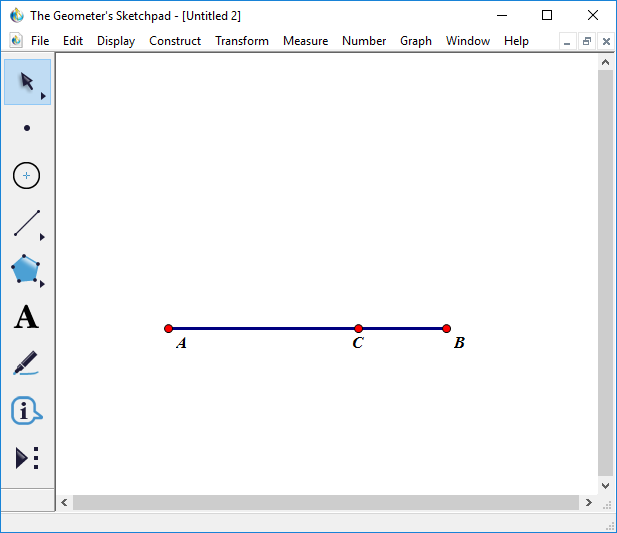 The Geometer's Sketchpad - [Untitled 2]
File Edit Display Construct Transform Measure Number Graph Window Help
A
A C B